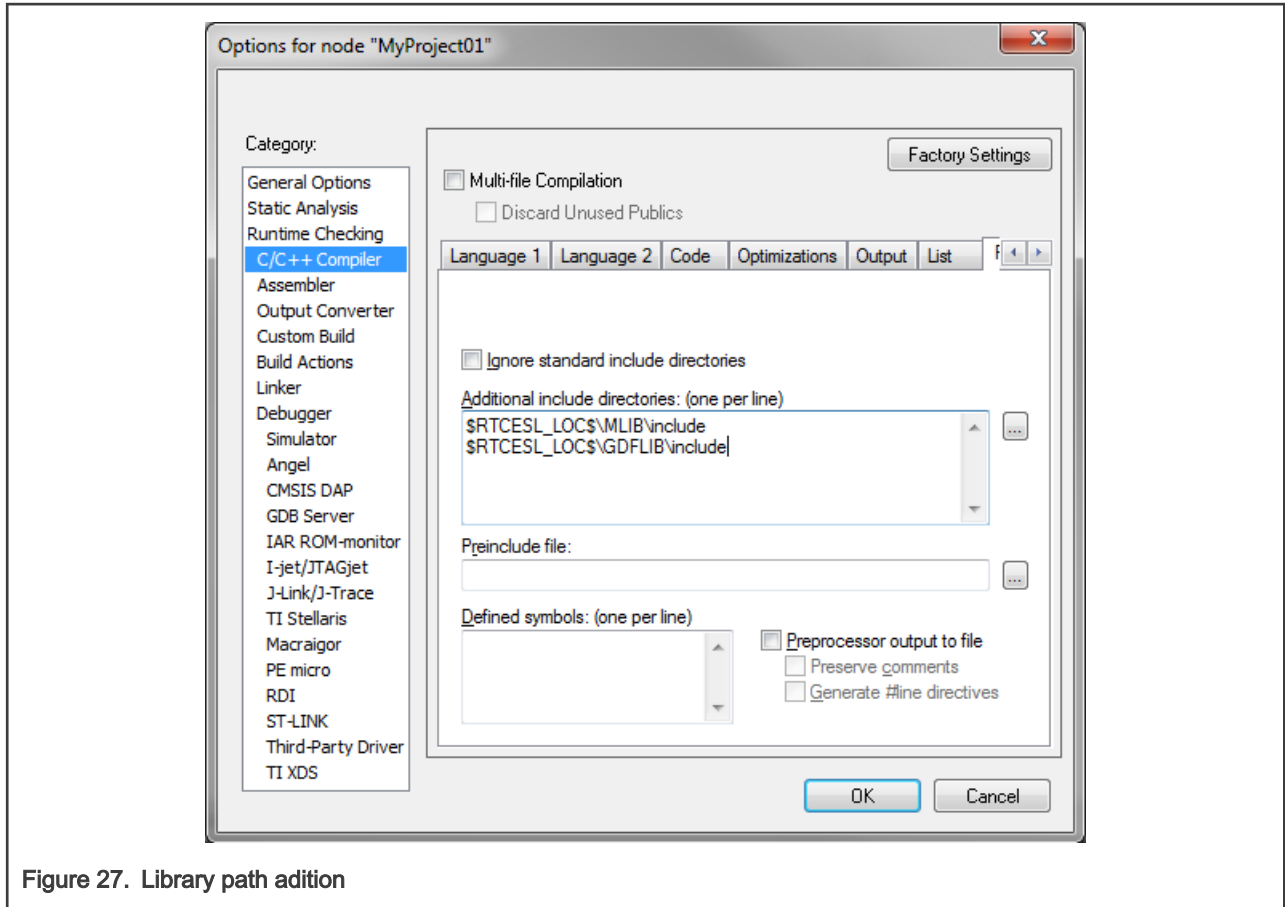 Options for node "MyProject01"
Category:
General Options
Static Analysis
Runtime Checking
C/C++ Compiler
Assembler
Output Converter
Custom Build
Build Actions
Linker
Debugger
Simulator
Angel
CMSIS DAP
GDB Server
IAR ROM-monitor
I-jet/JTAGjet
J-Link/J-Trace
TI Stellaris
Macraigor
PE micro
RDI
ST-LINK
Third-Party Driver
TI XDS
Factory Settings
Multi-file Compilation
Discard Unused Publics
Language 1 Language 2 Code Optimizations Output List
Ignore standard include directories
Additional include directories: (one per line)
$RTCESL_LOC$\MLIB\include
$RTCESL_LOC$\GDFLIB\include
...
Preinclude file:
...
Defined symbols: (one per line)
Preprocessor output to file
Preserve comments
Generate #line directives
OK Cancel
Figure 27. Library path adition